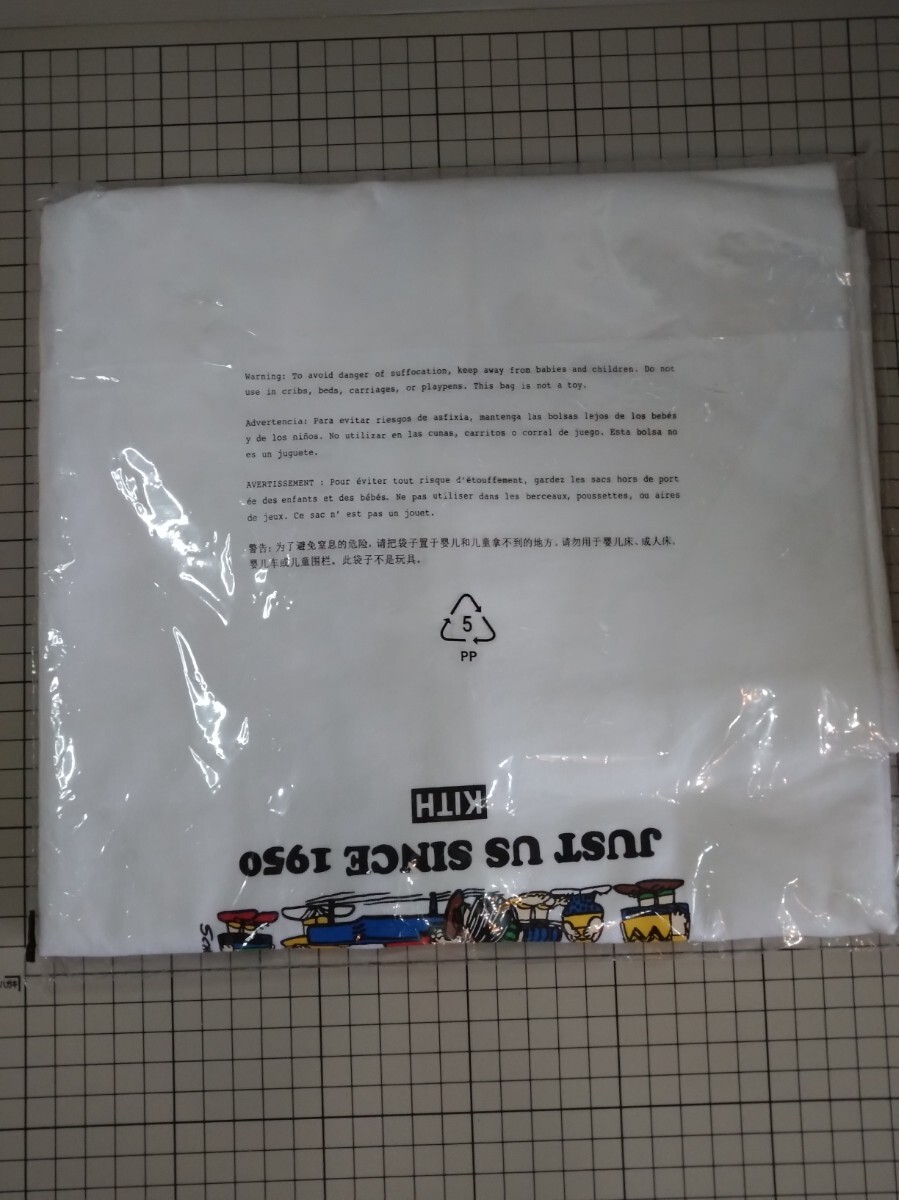 Warning: To avoid danger of suffocation, keep away from babies and children. Do not
use in cribs, beds, carriages, or playpens. This bag is not a toy.
Advertencia: Para evitar riesgos de asfixia, mantenga las bolsas lejos de los bebés
y de los niños. No utilizar en las cunas, carritos o corral de juego. Esta bolsa no
es un juguete.
AVERTISSEMENT : Pour éviter tout risque d'étouffement, gardez les sacs hors de port
ée des enfants et des bébés. Ne pas utiliser dans les berceaux, poussettes, ou aires
de jeux. Ce sac n' est pas un jouet.
警告: 为了避免窒息的危险, 请把袋子置于婴儿和儿童拿不到的地方, 请勿用于婴儿床、成人床、
婴儿车或儿童围栏。此袋子不是玩具。
5
PP
KITH
JUST US SINCE 1950